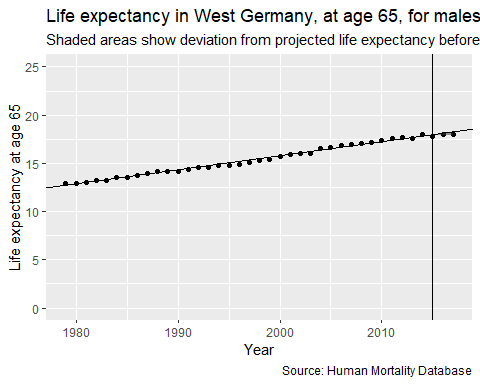 Life expectancy in West Germany, at age 65, for males
Shaded areas show deviation from projected life expectancy before
25
20
15
10
5
0
Life expectancy at age 65
1980
1990
2000
2010
Year
Source: Human Mortality Database